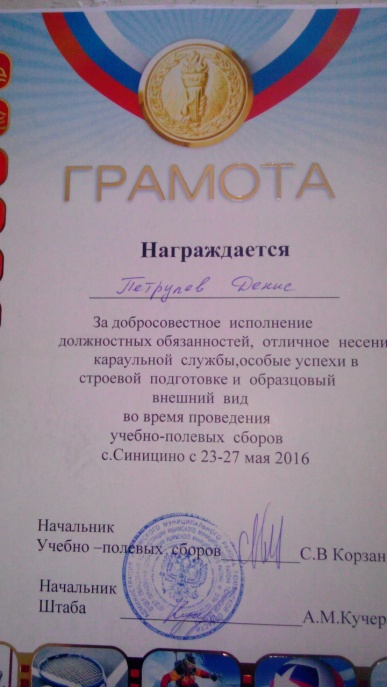 ГРАМОТА
Награждается
Петрулев Денис
За добросовестное исполнение
должностных обязанностей, отличное несени
караульной службы,особые успехи в
строевой подготовке и образцовый
внешний вид
во время проведения
учебно-полевых сборов
с.Синицино с 23-27 мая 2016
Начальник
Учебно –полевых сборов С.В Корзан
Начальник
Штаба А.М.Кучер